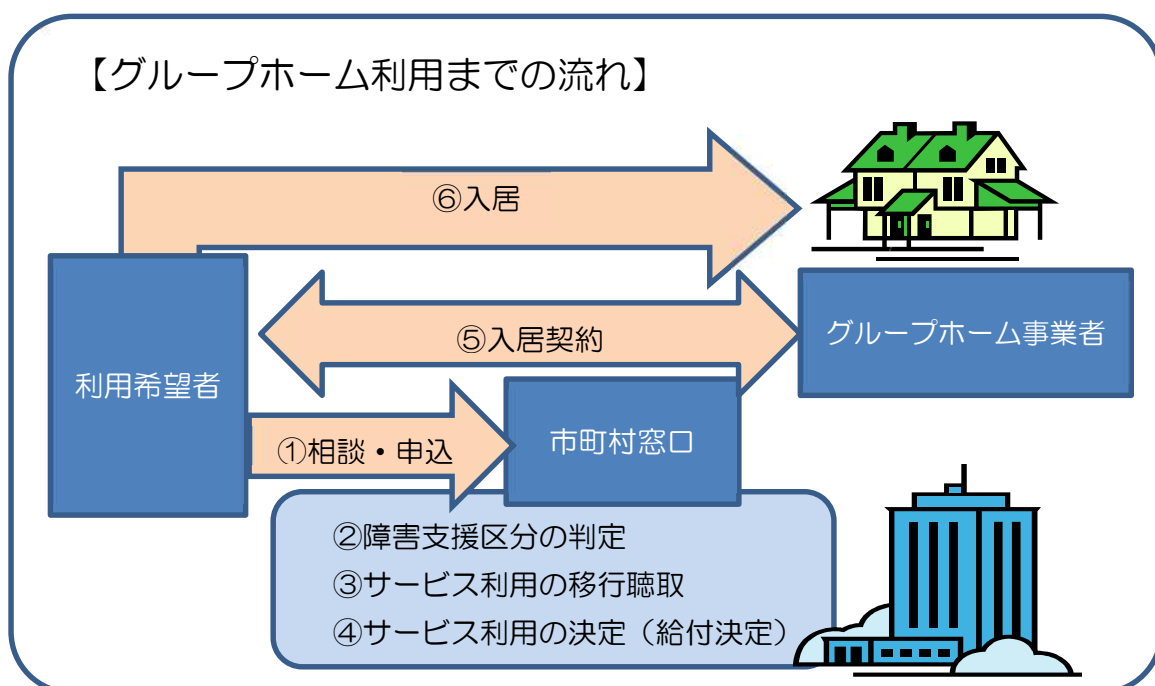 【グループホーム利用までの流れ】
⑥入居
⑤入居契約
グループホーム事業者
利用希望者
①相談・申込
市町村窓口
②障害支援区分の判定
③サービス利用の移行聴取
④サービス利用の決定（給付決定）